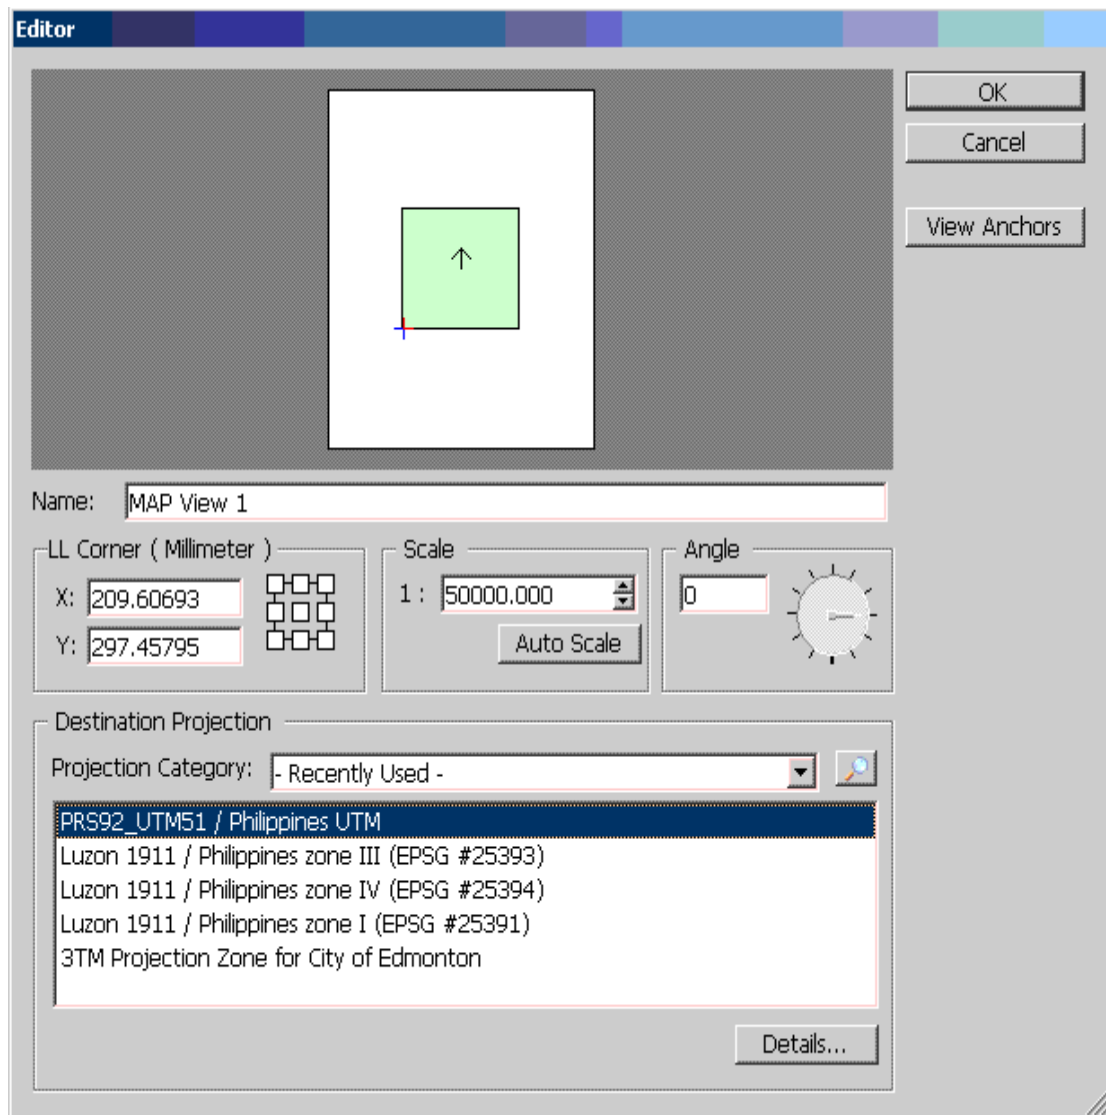 Editor
OK
Cancel
View Anchors
Name: MAP View 1
LL Corner ( Millimeter )
X: 209.60693
Y: 297.45795
Scale
1 : 50000.000
Auto Scale
Angle
0
Destination Projection
Projection Category: - Recently Used -
PRS92_UTM51 / Philippines UTM
Luzon 1911 / Philippines zone III (EPSG #25393)
Luzon 1911 / Philippines zone IV (EPSG #25394)
Luzon 1911 / Philippines zone I (EPSG #25391)
3TM Projection Zone for City of Edmonton
Details...